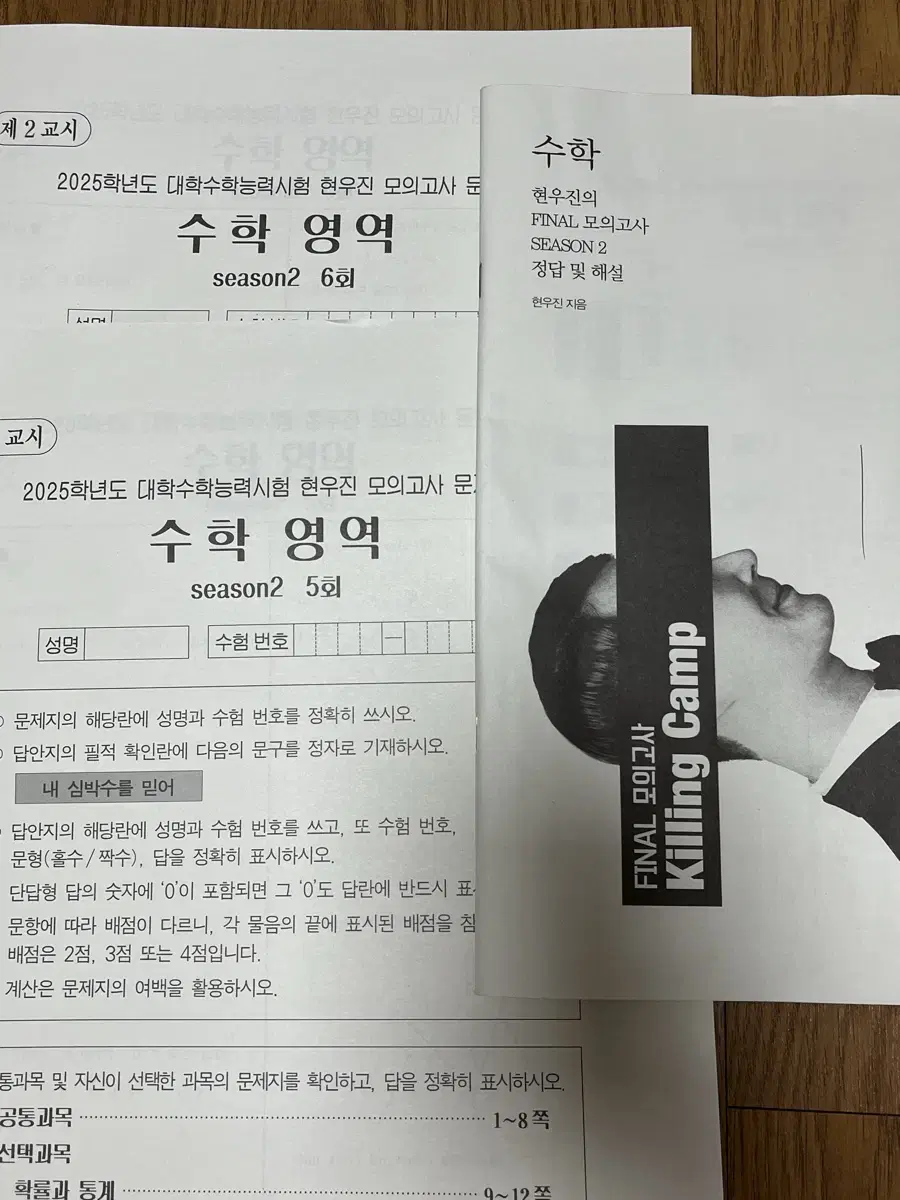 제 2 교시
2025학년도 대학수학능력시험 현우진 모의고사
수학 영역
season2 6회
성명
교시
2025학년도 대학수학능력시험 현우진 모의고사
수학 영역
season2 5회
성명
수험 번호
—
문제지의 해당란에 성명과 수험 번호를 정확히 쓰시오.
답안지의 필적 확인란에 다음의 문구를 정자로 기재하시오.
내 심박수를 믿어
답안지의 해당란에 성명과 수험 번호를 쓰고, 또 수험 번호,
문형(홀수/짝수), 답을 정확히 표시하시오.
단답형 답의 숫자에 ‘0’이 포함되면 그 ‘0’도 답란에 반드시
문항에 따라 배점이 다르니, 각 물음의 끝에 표시된 배점을
배점은 2점, 3점 또는 4점입니다.
계산은 문제지의 여백을 활용하시오.
통과목 및 자신이 선택한 과목의 문제지를 확인하고, 답을 정확히 표시하시오.
공통과목 1~8쪽
선택과목
확률과 통계 9~12쪽
수학
현우진의
FINAL 모의고사
SEASON 2
정답 및 해설
현우진 지음
FINAL 모의고사
Killing Camp